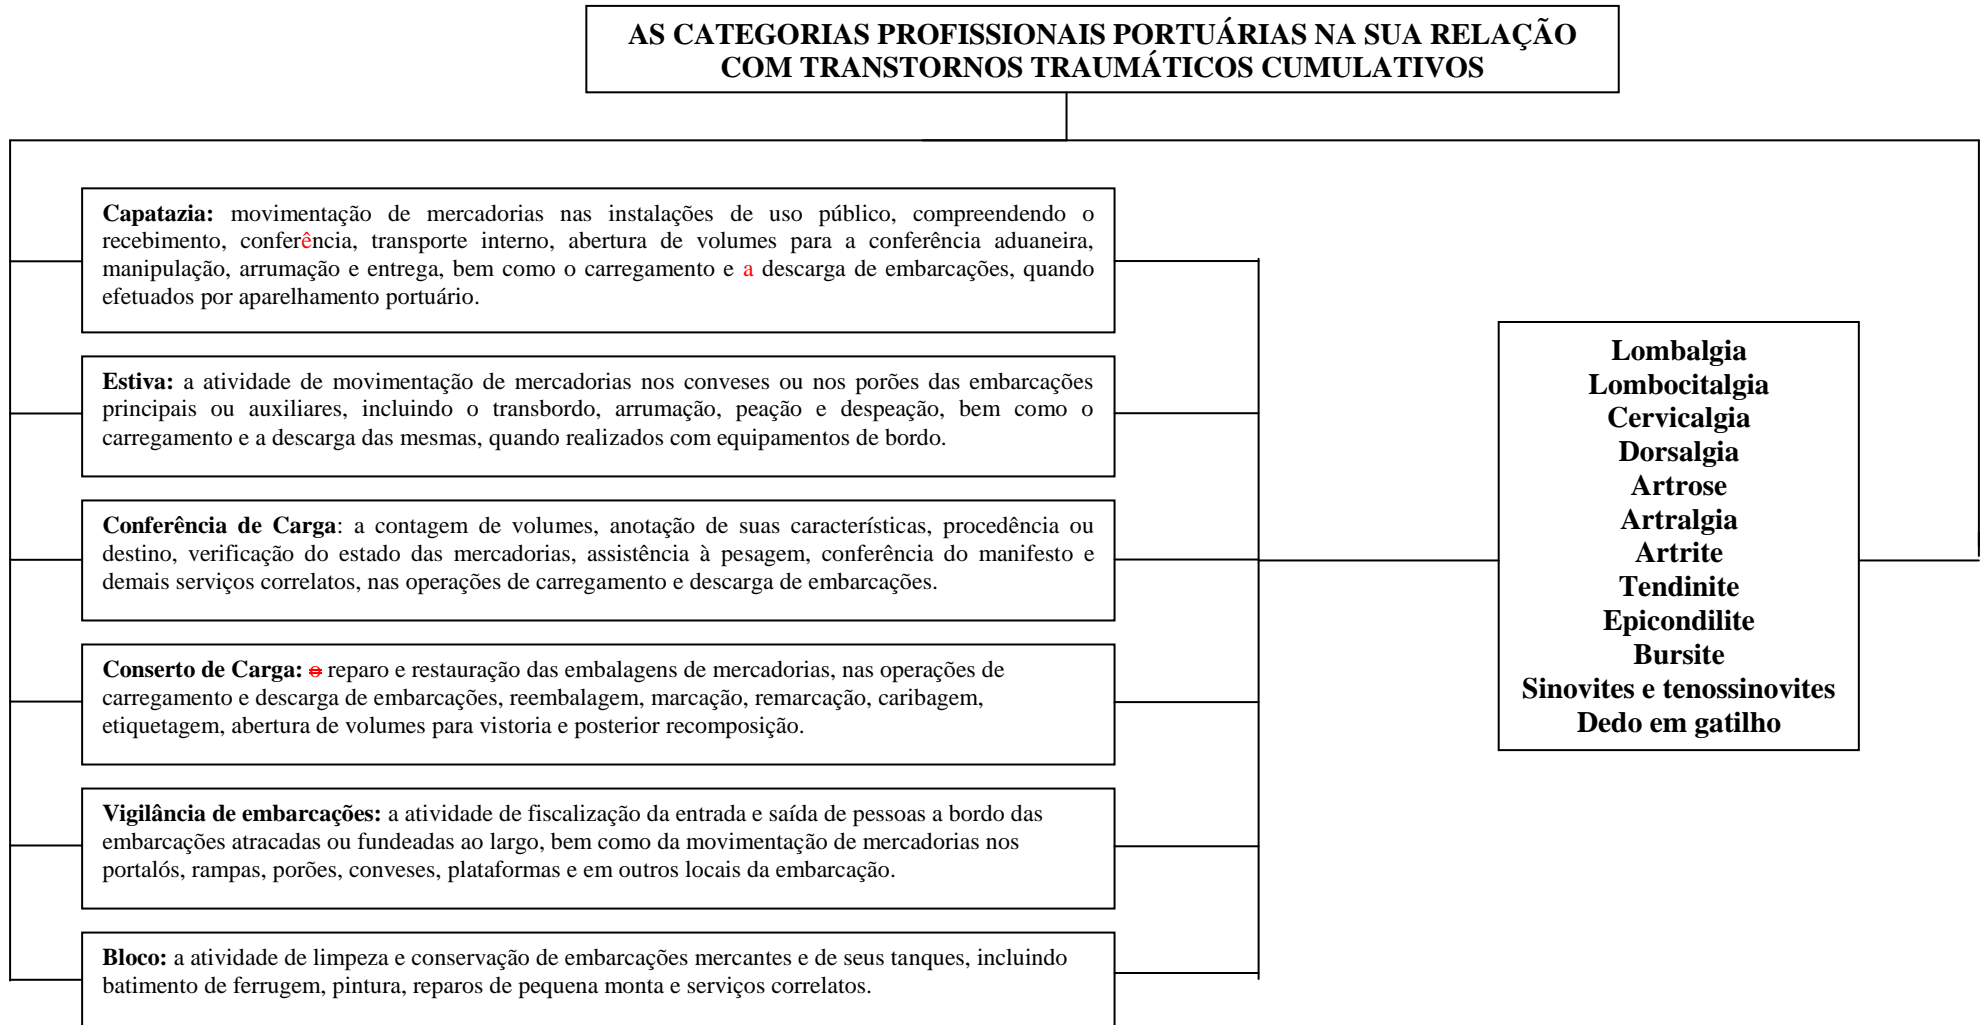 AS CATEGORIAS PROFISSIONAIS PORTUÁRIAS NA SUA RELAÇÃO
COM TRANSTORNOS TRAUMÁTICOS CUMULATIVOS
Capatazia: movimentação de mercadorias nas instalações de uso público, compreendendo o
recebimento, conferência, transporte interno, abertura de volumes para a conferência aduaneira,
manipulação, arrumação e entrega, bem como o carregamento e a descarga de embarcações, quando
efetuados por aparelhamento portuário.
Estiva: a atividade de movimentação de mercadorias nos conveses ou nos porões das embarcações
principais ou auxiliares, incluindo o transbordo, arrumação, peação e despeação, bem como o
carregamento e a descarga das mesmas, quando realizados com equipamentos de bordo.
Conferência de Carga: a contagem de volumes, anotação de suas características, procedência ou
destino, verificação do estado das mercadorias, assistência à pesagem, conferência do manifesto e
demais serviços correlatos, nas operações de carregamento e descarga de embarcações.
Conserto de Carga: o reparo e restauração das embalagens de mercadorias, nas operações de
carregamento e descarga de embarcações, reembalagem, marcação, remarcação, caribagem,
etiquetagem, abertura de volumes para vistoria e posterior recomposição.
Vigilância de embarcações: a atividade de fiscalização da entrada e saída de pessoas a bordo das
embarcações atracadas ou fundeadas ao largo, bem como da movimentação de mercadorias nos
portalós, rampas, porões, conveses, plataformas e em outros locais da embarcação.
Bloco: a atividade de limpeza e conservação de embarcações mercantes e de seus tanques, incluindo
batimento de ferrugem, pintura, reparos de pequena monta e serviços correlatos.
Lombalgia
Lombocitalgia
Cervicalgia
Dorsalgia
Artrose
Artralgia
Artrite
Tendinite
Epicondilite
Bursite
Sinovites e tenossinovites
Dedo em gatilho